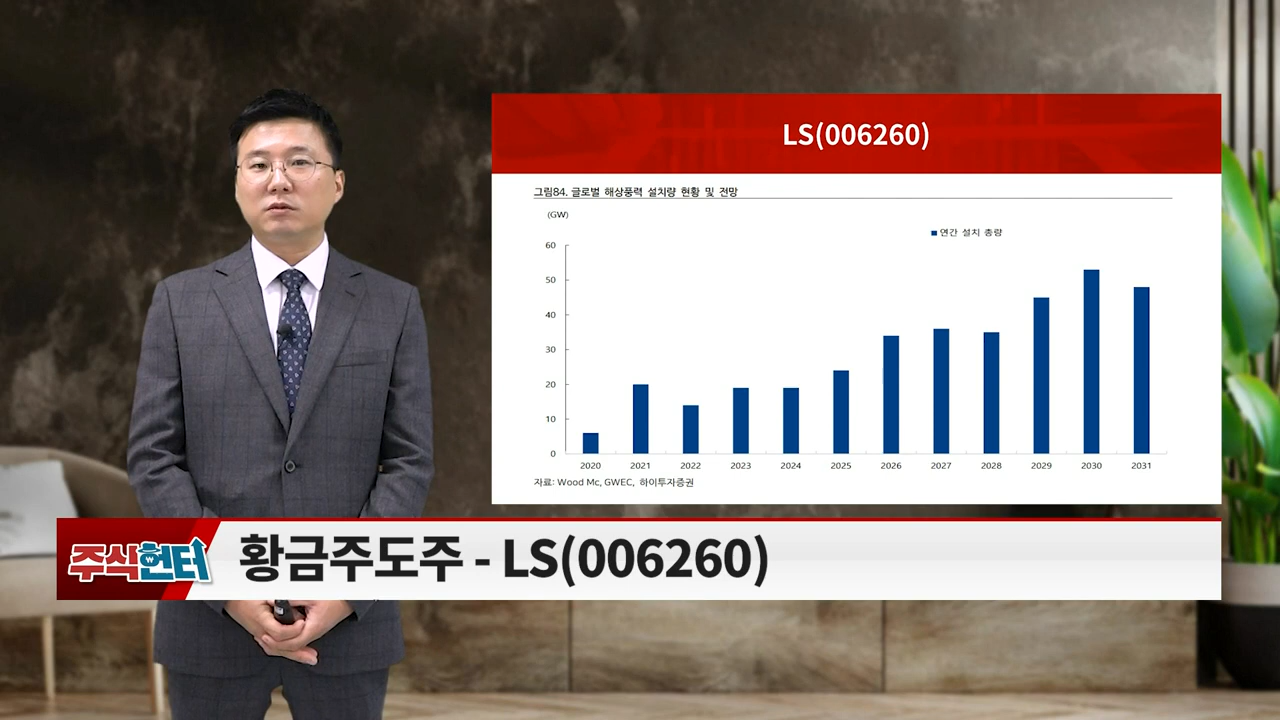 LS(006260)
그림84. 글로벌 해상풍력 설치량 현황 및 전망
(GW)
연간 설치 총량
60
50
40
30
20
10
0
2020 2021 2022 2023 2024 2025 2026 2027 2028 2029 2030 2031
자료: Wood Mc, GWEC, 하이투자증권
주식헌터
황금주도주 - LS(006260)